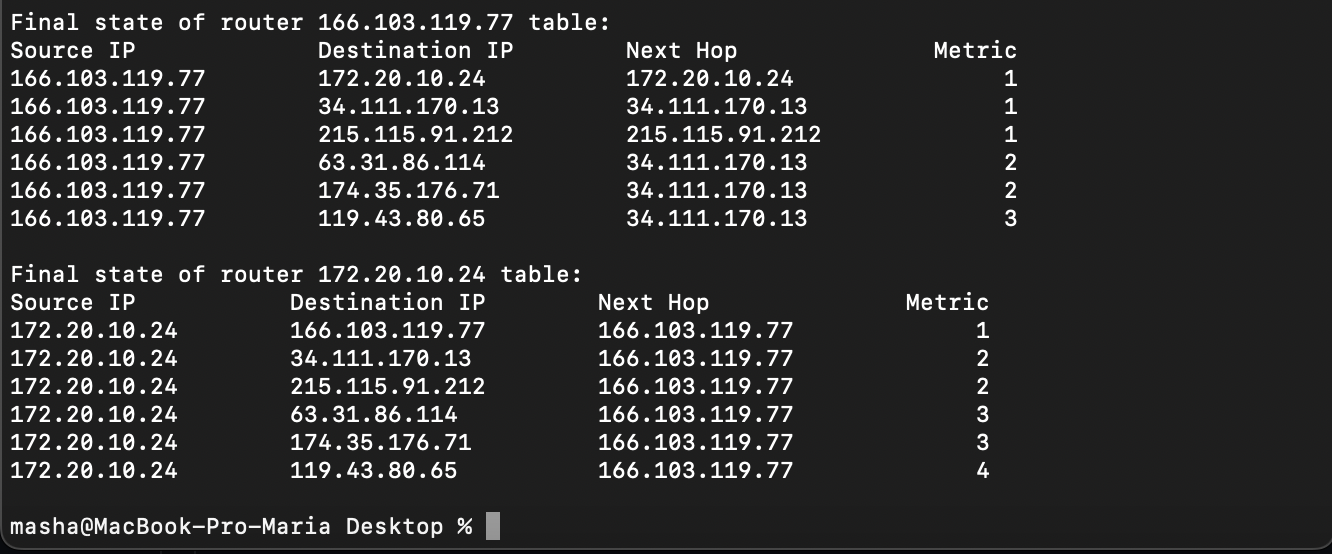 Final state of router 166.103.119.77 table:
Source IP Destination IP Next Hop Metric
166.103.119.77 172.20.10.24 172.20.10.24 1
166.103.119.77 34.111.170.13 34.111.170.13 1
166.103.119.77 215.115.91.212 215.115.91.212 1
166.103.119.77 63.31.86.114 34.111.170.13 2
166.103.119.77 174.35.176.71 34.111.170.13 2
166.103.119.77 119.43.80.65 34.111.170.13 3
Final state of router 172.20.10.24 table:
Source IP Destination IP Next Hop Metric
172.20.10.24 166.103.119.77 166.103.119.77 1
172.20.10.24 34.111.170.13 166.103.119.77 2
172.20.10.24 215.115.91.212 166.103.119.77 2
172.20.10.24 63.31.86.114 166.103.119.77 3
172.20.10.24 174.35.176.71 166.103.119.77 3
172.20.10.24 119.43.80.65 166.103.119.77 4
masha@MacBook-Pro-Maria Desktop %